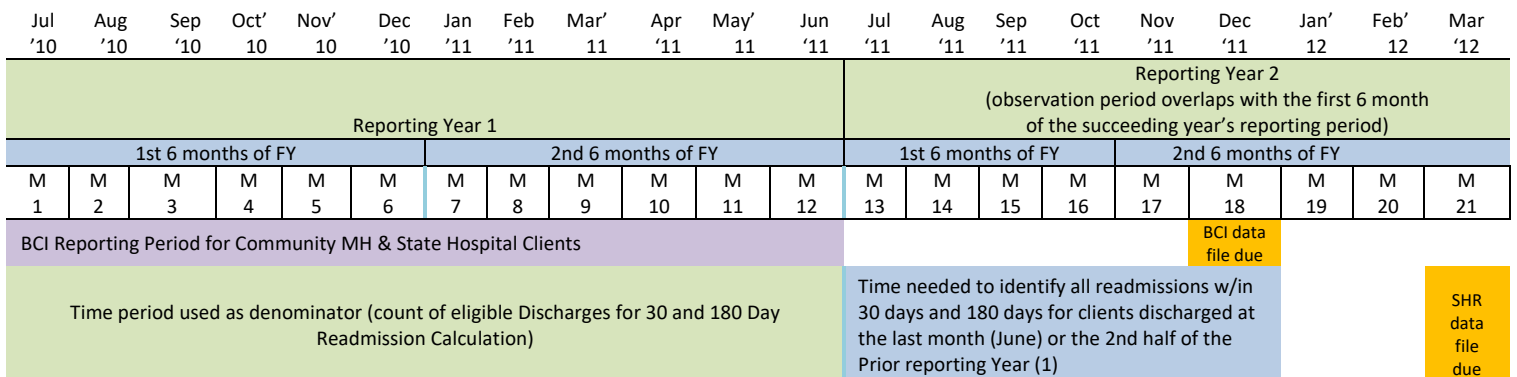 Jul Aug Sep Oct’ Nov’ Dec Jan Feb Mar’ Apr May’ Jun Jul Aug Sep Oct Nov Dec Jan’ Feb’ Mar
’10 ’10 ‘10 10 10 ’10 ’11 ’11 11 ‘11 11 ‘11 ‘11 ‘11 ’11 ‘11 ’11 ‘11 12 12 ‘12
Reporting Year 1
Reporting Year 2
(observation period overlaps with the first 6 month
of the succeeding year’s reporting period)
1st 6 months of FY 2nd 6 months of FY 1st 6 months of FY 2nd 6 months of FY
M M M M M M M M M M M M M M M M M M M M M
1 2 3 4 5 6 7 8 9 10 11 12 13 14 15 16 17 18 19 20 21
BCI Reporting Period for Community MH & State Hospital Clients
BCI data
file due
Time period used as denominator (count of eligible Discharges for 30 and 180 Day
Readmission Calculation)
Time needed to identify all readmissions w/in
30 days and 180 days for clients discharged at
the last month (June) or the 2nd half of the
Prior reporting Year (1)
SHR
data
file
due